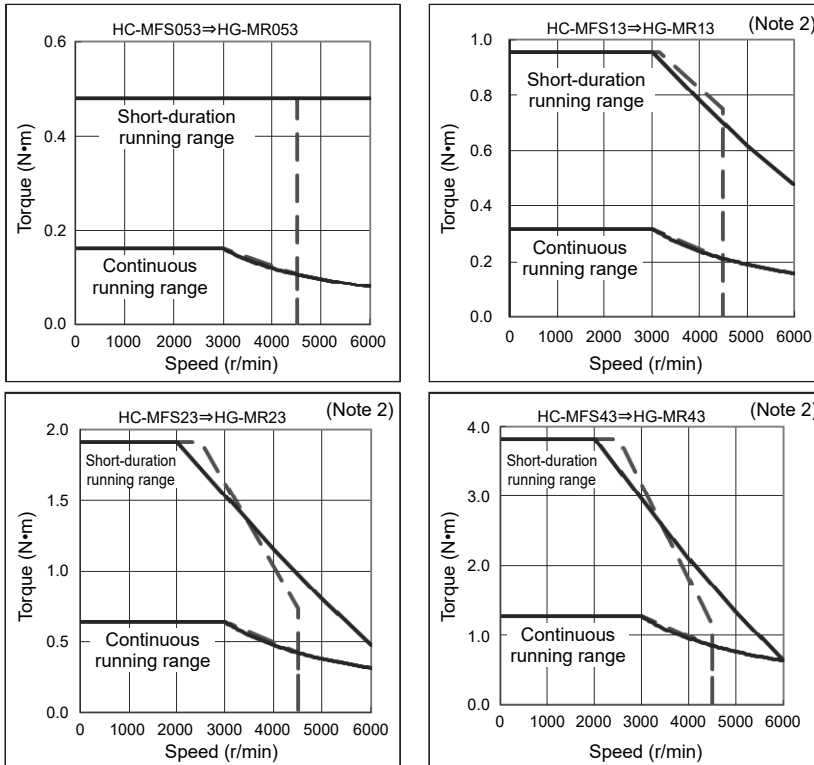 HC-MFS053⇒HG-MR053
0.6
0.4
0.2
0.0
Torque (N•m)
Short-duration
running range
Continuous
running range
0 1000 2000 3000 4000 5000 6000
Speed (r/min)
HC-MFS13⇒HG-MR13
(Note 2)
1.0
0.8
0.6
0.4
0.2
0.0
Torque (N•m)
Short-duration
running range
Continuous
running range
0 1000 2000 3000 4000 5000 6000
Speed (r/min)
HC-MFS23⇒HG-MR23
(Note 2)
2.0
1.5
1.0
0.5
0.0
Torque (N•m)
Short-duration
running range
Continuous
running range
0 1000 2000 3000 4000 5000 6000
Speed (r/min)
HC-MFS43⇒HG-MR43
(Note 2)
4.0
3.0
2.0
1.0
0.0
Torque (N•m)
Short-duration
running range
Continuous
running range
0 1000 2000 3000 4000 5000 6000
Speed (r/min)